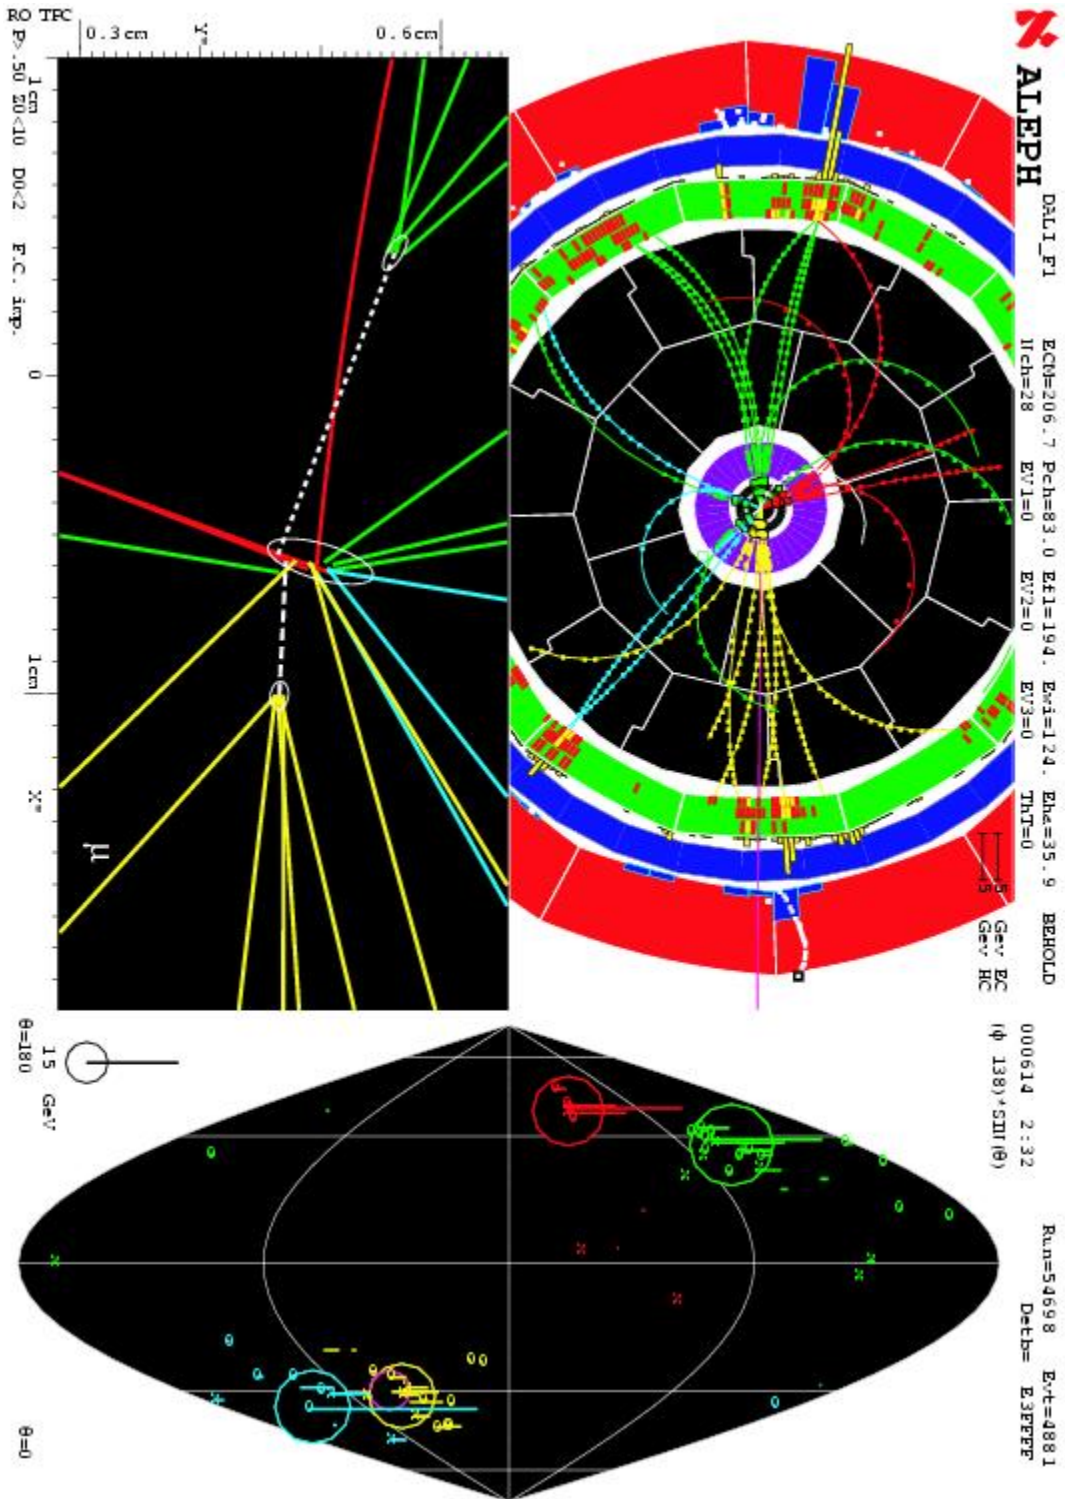 ALEPH
DALI_F1
ECM=206.7 Pch=83.0 Efl=194. Ewi=124. Eha=35.9 BEHOLD
Nch=28 EV1=0 EV2=0 EV3=0 ThT=0
000614 2:32
Run=54698 Evt=4881
Detb= E3FFFF
(φ 138)*SIN(θ)
5 Gev EC
5 Gev HC
RO TPC
0.3cm
Y"
0.6cm
1cm
0
1cm
X"
P>.50 Z0<10 D0<2 F.C. imp.
15 GeV
θ=180
θ=0